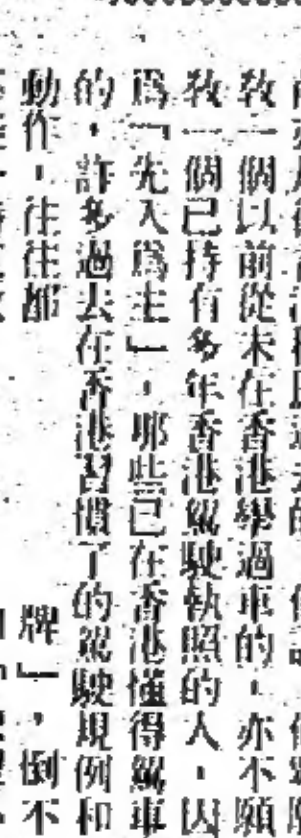 教一個以前從未在香港學過車的，亦不願
教一個已持有多年香港駕駛執照的人，因
爲「先入爲主」，那些已在香港懂得駕車
的，許多過去在香港習慣了的駕駛規例和
動作，往往都
牌」，倒不